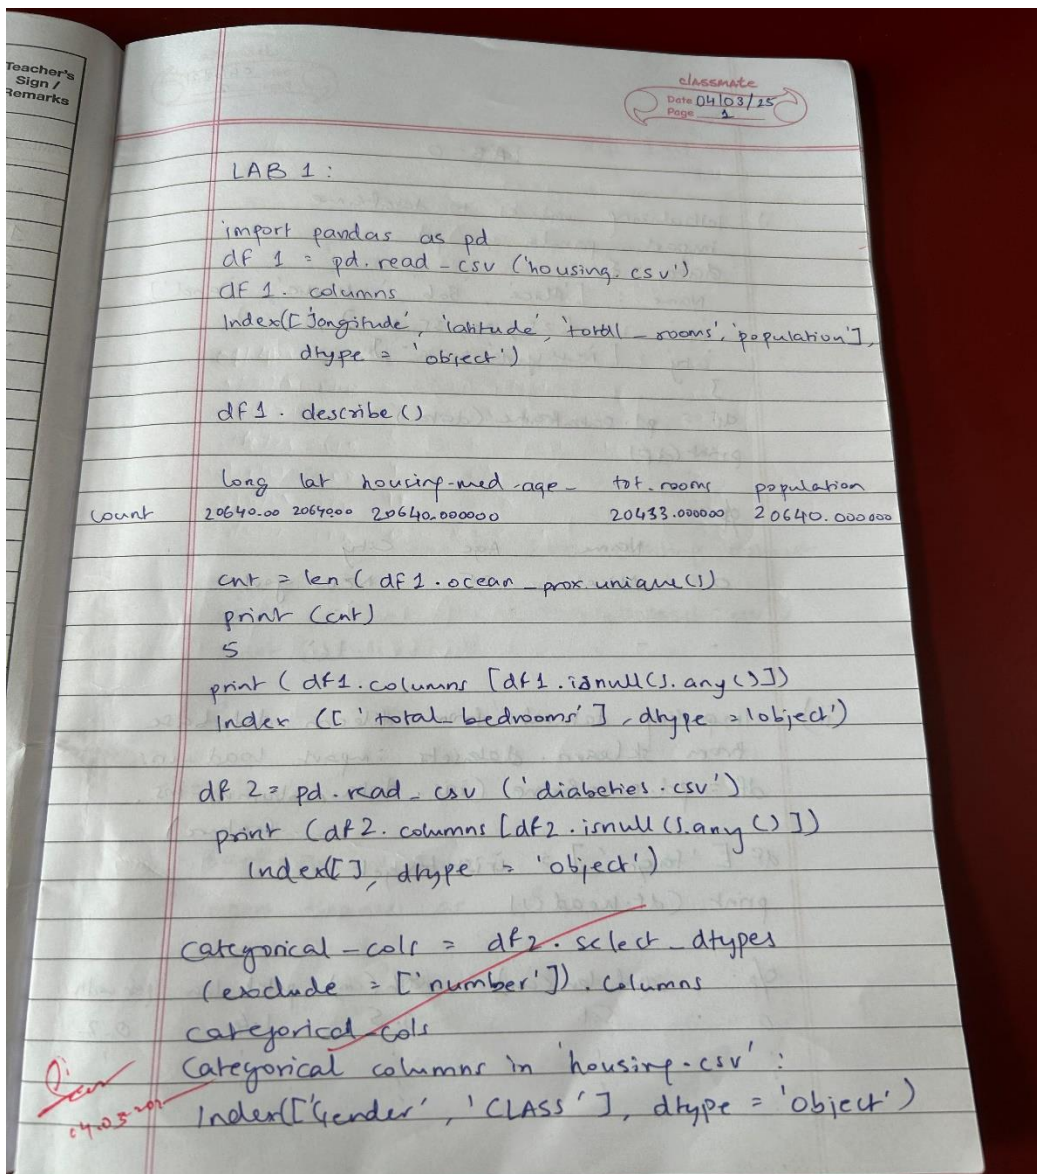 Teacher's
Sign /
Remarks
classmate
Date 04/03/25
Page 1
LAB 1 :
import pandas as pd
df 1 = pd. read_csv ('housing. csv')
df 1. columns
Index(['longitude', 'latitude', 'total_rooms', 'population'],
dtype = 'object')
df1. describe()
long lat housing-med-age- tot.rooms population
count 20640.00 20640.00 20640.000000 20433.000000 20640.000000
cnt = len ( df 1.ocean_prox.unique())
print (cnt)
5
print ( df1.columns [df1.isnull().any()])
Index (['total_bedrooms'], dtype = 'object')
df 2 = pd. read_csv ('diabeties.csv')
print (df2. columns [df2.isnull().any()])
Index([], dtype = 'object')
categorical_cols = df2. select_dtypes
(exclude = ['number']). columns
categorical_cols
Categorical columns in 'housing.csv' :
Index(['Gender', 'CLASS'], dtype = 'object')